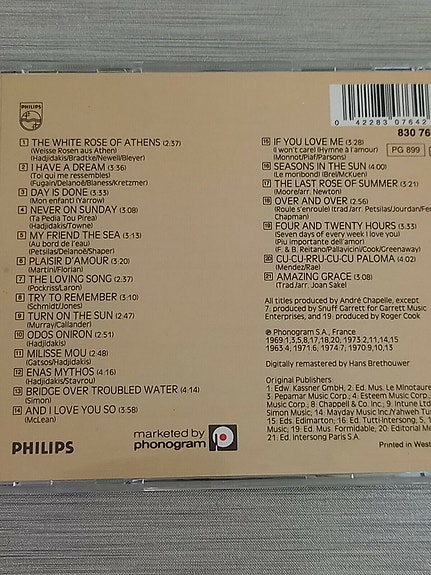 PHILIPS
1 THE WHITE ROSE OF ATHENS (2:37)
(Weisse Rosen aus Athen)
(Hadjidakis/Bradtke/Newell/Bleyer)
2 I HAVE A DREAM (3:36)
(Toi qui me ressembles)
(Fugain/Delanoë/Blaness/Kretzmer)
3 DAY IS DONE (3:33)
(Mon enfant) (Yarrow)
4 NEVER ON SUNDAY (3:08)
(Ta Pedia Tou Pirea)
(Hadjidakis/Towne)
5 MY FRIEND THE SEA (3:13)
(Au bord de l'eau)
(Petsilas/Delanoë/Shaper)
6 PLAISIR D'AMOUR (3:20)
(Martini/Florian)
7 THE LOVING SONG (2:37)
(Pockriss/Laron)
8 TRY TO REMEMBER (3:10)
(Schmidt/Jones)
9 TURN ON THE SUN (2:47)
(Murray/Callander)
10 ODOS ONIRON (2:51)
(Hadjidakis)
11 MILISSE MOU (2:48)
(Gatsos/Hadjidakis)
12 ENAS MYTHOS (4:16)
(Hadjidakis/Stavrou)
13 BRIDGE OVER TROUBLED WATER (4:14)
(Simon)
14 AND I LOVE YOU SO (3:58)
(McLean)
PHILIPS
marketed by
phonogram
0 42283 07642
830 76
PG 899
15 IF YOU LOVE ME (3:28)
(I won't care) (Hymne à l'amour)
(Monnot/Piaf/Parsons)
16 SEASONS IN THE SUN (4:00)
(Le moribond) (Brel/McKuen)
17 THE LAST ROSE OF SUMMER (3:21)
(Moore/arr. Newton)
18 OVER AND OVER (2:56)
(Roule s'enroule) (trad./arr. Petsilas/Jourdan/Fer
Chapman)
19 FOUR AND TWENTY HOURS (3:33)
(Seven days of every week I love you)
(Piu importante dell'amor)
(F. & B. Reitano/Pallavicini/Cook/Greenaway)
20 CU-CU-RRU-CU-CU PALOMA (4:02)
(Mendez/Rae)
21 AMAZING GRACE (3:08)
(Trad./arr. Joan Sakel)
All titles produced by André Chapelle, except
7: produced by Snuff Garrett for Garrett Music
Enterprises, and 19: produced by Roger Cook
℗ Phonogram S.A., France
1969:1,3,5,8,17,18,20, 1973:2,11,14,15
1963:4; 1971:6; 1974:7; 1970:9,10,13
Digitally remastered by Hans Brethouwer
Original Publishers:
1: Edw. Kassner GmbH, 2: Ed. Mus. Le Minotaure
3: Pepamar Music Corp.; 4: Esteem Music Corp.
Music Corp.; 8: Chappell & Co. Inc.; 9: Intune Ltd
Simon Music; 14: Mayday Music Inc./Yahweh Tu
15: Eds. Edimarton; 16: Ed. Tutti-Intersong, 5, 1
Music; 19: Ed. Mus. Formidable; 20: Editorial Me
21: Ed. Intersong Paris S.A.
Printed in West